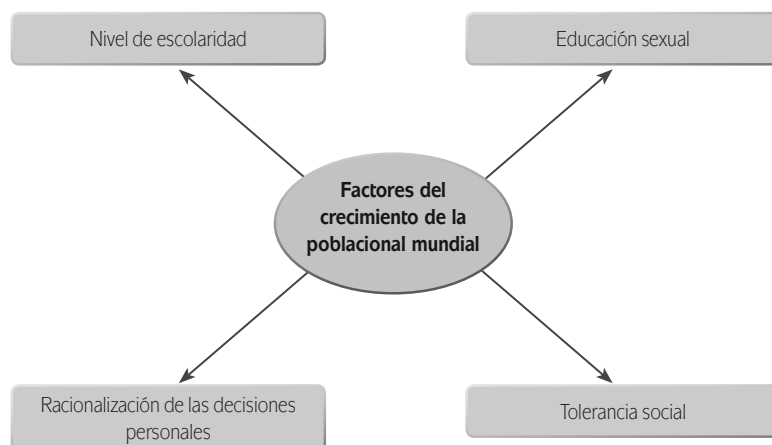 Nivel de escolaridad
Educación sexual
Factores del
crecimiento de la
poblacional mundial
Racionalización de las decisiones
personales
Tolerancia social